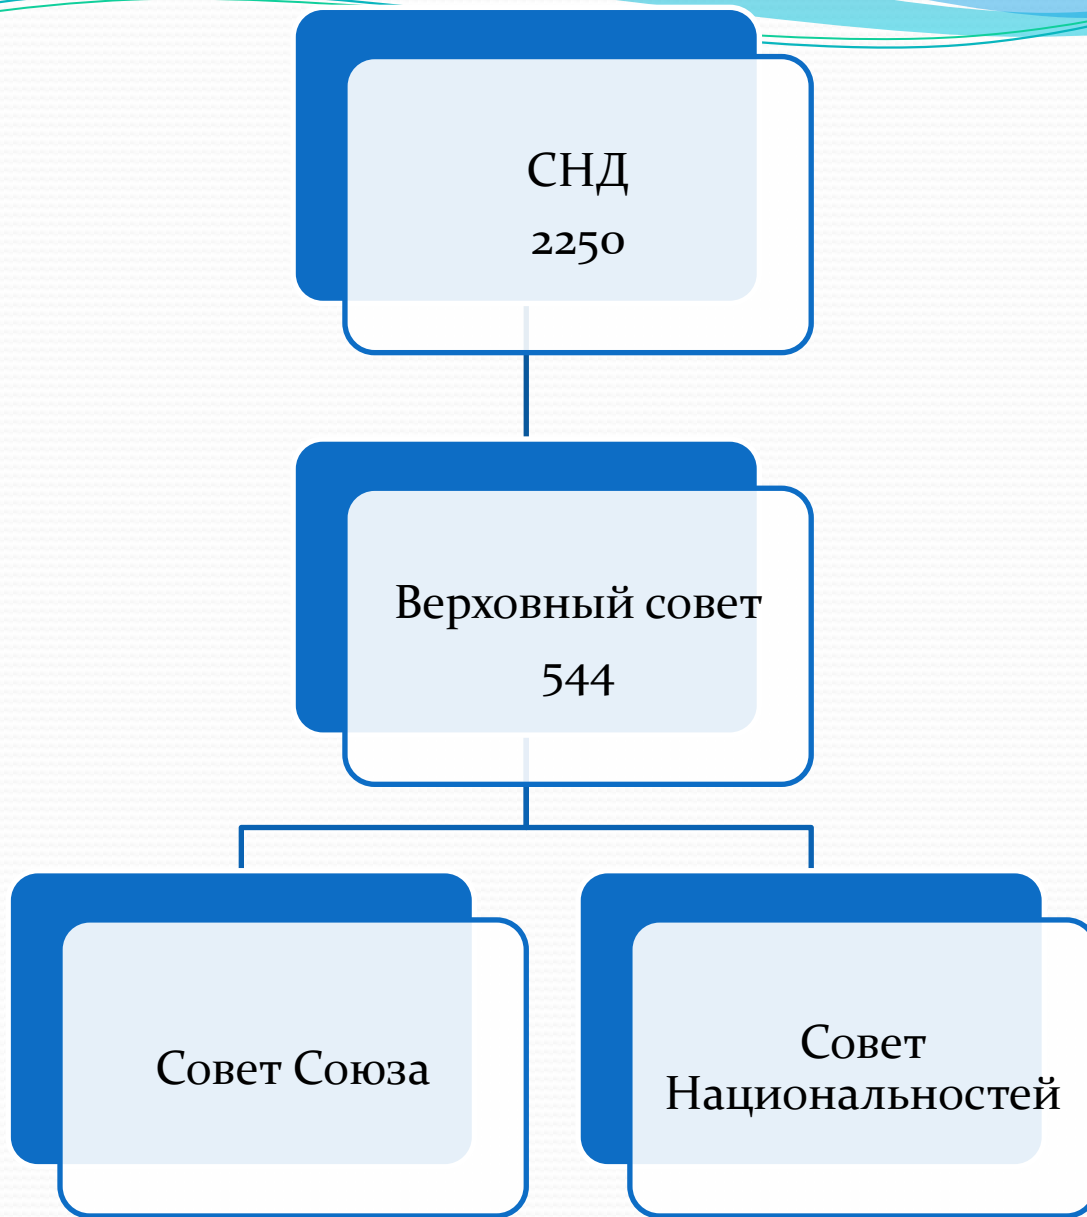 СНД
2250
Верховный совет
544
Совет Союза
Совет
Национальностей